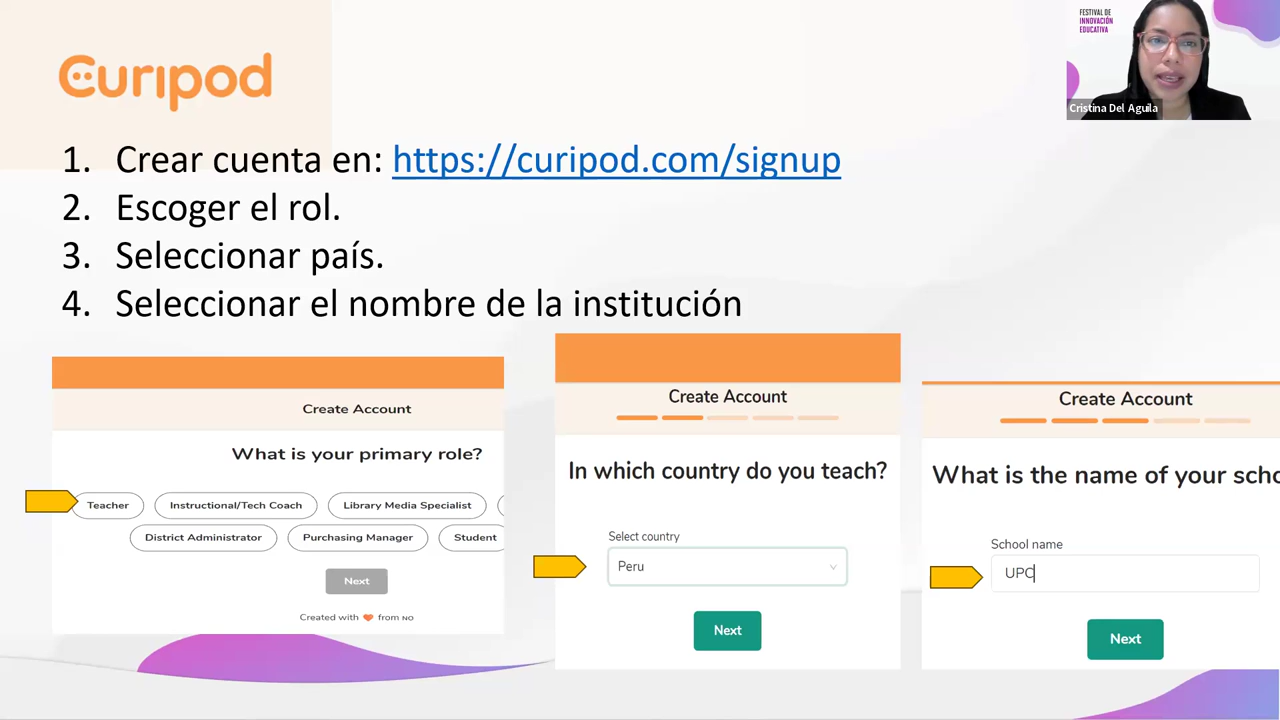 FESTIVAL DE
INNOVACIÓN
EDUCATIVA
Cristina Del Aguila
Curipod
1. Crear cuenta en: https://curipod.com/signup
2. Escoger el rol.
3. Seleccionar país.
4. Seleccionar el nombre de la institución
Create Account
What is your primary role?
Teacher
Instructional/Tech Coach
Library Media Specialist
District Administrator
Purchasing Manager
Student
Next
Created with from NO
Create Account
In which country do you teach?
Select country
Peru
Next
Create Account
What is the name of your scho
School name
UPC
Next